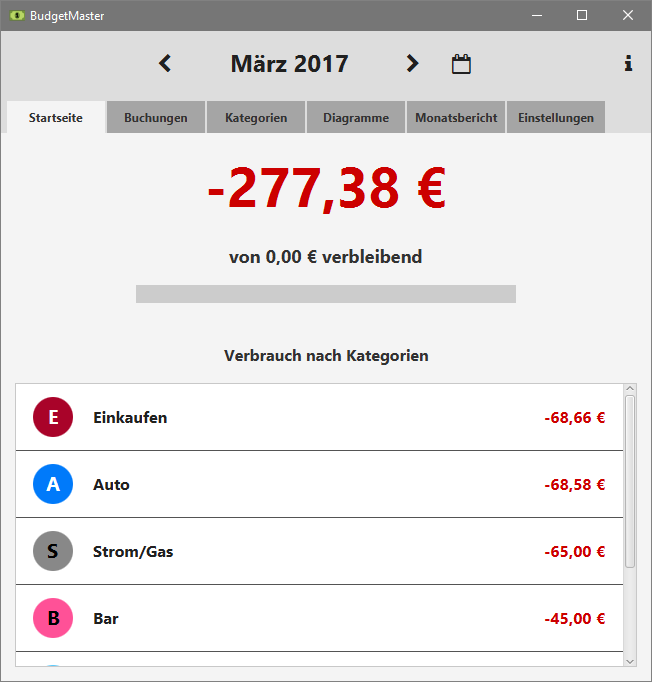 BudgetMaster
März 2017
Startseite Buchungen Kategorien Diagramme Monatsbericht Einstellungen
-277,38 €
von 0,00 € verbleibend
Verbrauch nach Kategorien
E Einkaufen -68,66 €
A Auto -68,58 €
S Strom/Gas -65,00 €
B Bar -45,00 €